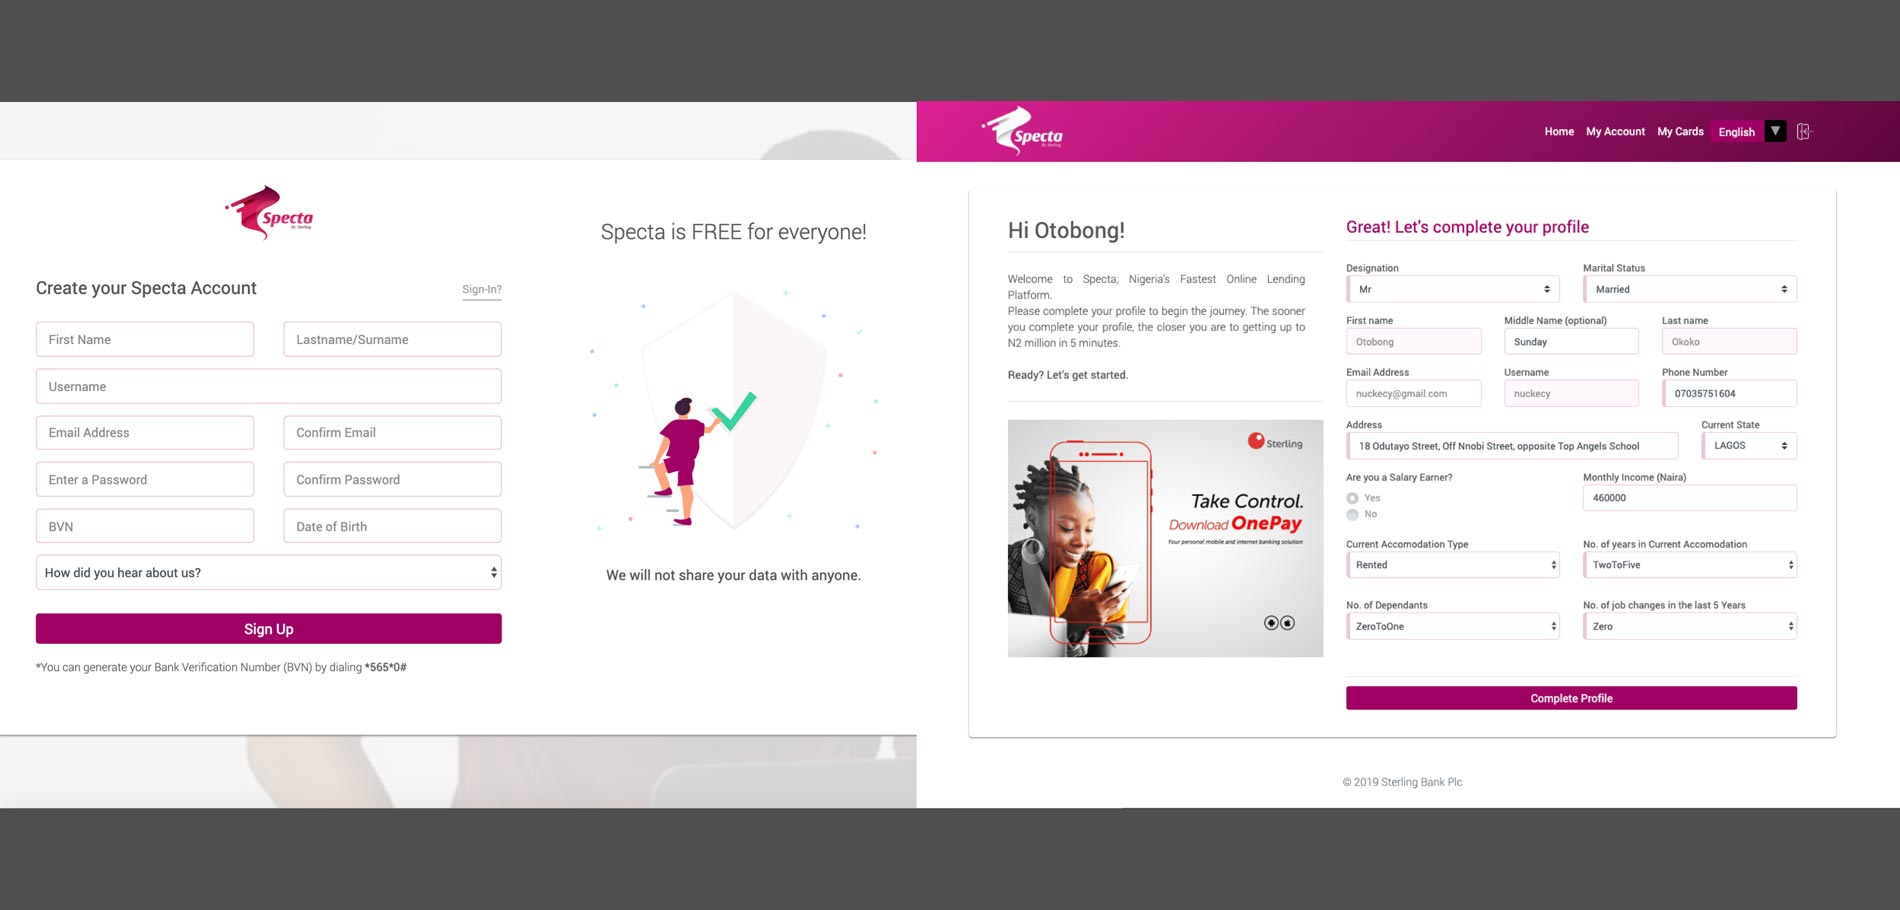 Specta
By Sterling
Create your Specta Account
Sign-In?
First Name
Lastname/Surname
Username
Email Address
Confirm Email
Enter a Password
Confirm Password
BVN
Date of Birth
How did you hear about us?
Sign Up
*You can generate your Bank Verification Number (BVN) by dialing *565*0#
Specta is FREE for everyone!
We will not share your data with anyone.
Specta
By Sterling
Home
My Account
My Cards
English
Hi Otobong!
Welcome to Specta; Nigeria's Fastest Online Lending
Platform.
Please complete your profile to begin the journey. The sooner
you complete your profile, the closer you are to getting up to
N2 million in 5 minutes.
Ready? Let's get started.
Sterling
Take Control.
Download OnePay
Your personal mobile and internet banking solution
Great! Let's complete your profile
Designation
Marital Status
Mr
Married
First name
Middle Name (optional)
Last name
Otobong
Sunday
Okoko
Email Address
Username
Phone Number
nuckecy@gmail.com
nuckecy
07035751604
Address
Current State
18 Odutayo Street, Off Nnobi Street, opposite Top Angels School
LAGOS
Are you a Salary Earner?
Monthly Income (Naira)
Yes
460000
No
Current Accomodation Type
No. of years in Current Accomodation
Rented
TwoToFive
No. of Dependants
No. of job changes in the last 5 Years
ZeroToOne
Zero
Complete Profile
© 2019 Sterling Bank Plc